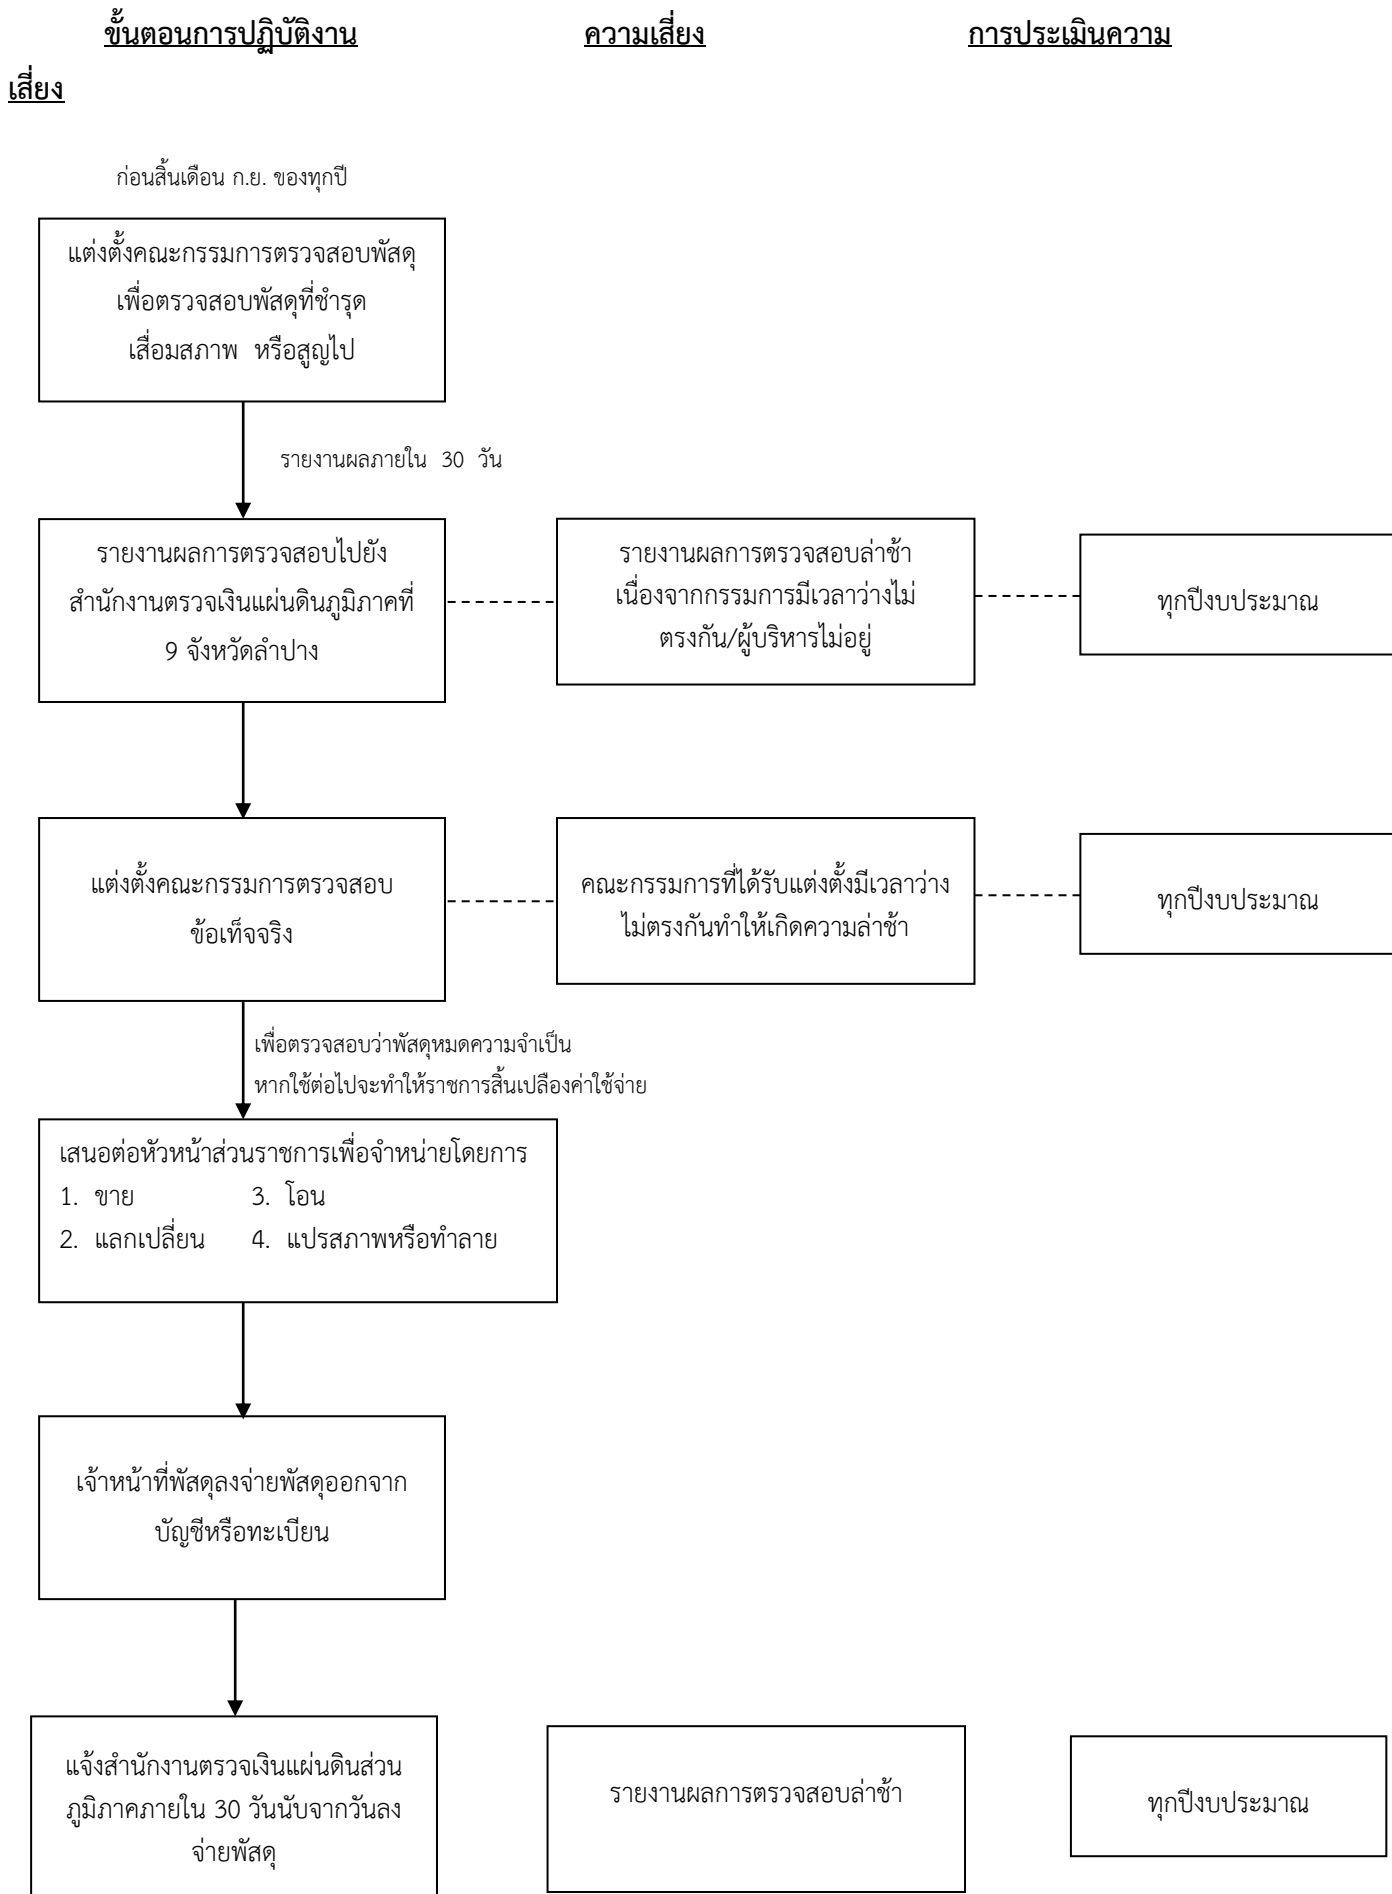 ขั้นตอนการปฏิบัติงาน ความเสี่ยง การประเมินความ
เสี่ยง
ก่อนสิ้นเดือน ก.ย. ของทุกปี
แต่งตั้งคณะกรรมการตรวจสอบพัสดุ
เพื่อตรวจสอบพัสดุที่ชำรุด
เสื่อมสภาพ หรือสูญไป
รายงานผลภายใน 30 วัน
รายงานผลการตรวจสอบไปยัง
สำนักงานตรวจเงินแผ่นดินภูมิภาคที่
9 จังหวัดลำปาง
รายงานผลการตรวจสอบล่าช้า
เนื่องจากกรรมการมีเวลาว่างไม่
ตรงกัน/ผู้บริหารไม่อยู่
ทุกปีงบประมาณ
แต่งตั้งคณะกรรมการตรวจสอบ
ข้อเท็จจริง
คณะกรรมการที่ได้รับแต่งตั้งมีเวลาว่าง
ไม่ตรงกันทำให้เกิดความล่าช้า
ทุกปีงบประมาณ
เพื่อตรวจสอบว่าพัสดุหมดความจำเป็น
หากใช้ต่อไปจะทำให้ราชการสิ้นเปลืองค่าใช้จ่าย
เสนอต่อหัวหน้าส่วนราชการเพื่อจำหน่ายโดยการ
1. ขาย 3. โอน
2. แลกเปลี่ยน 4. แปรสภาพหรือทำลาย
เจ้าหน้าที่พัสดุลงจ่ายพัสดุออกจาก
บัญชีหรือทะเบียน
แจ้งสำนักงานตรวจเงินแผ่นดินส่วน
ภูมิภาคภายใน 30 วันนับจากวันลง
จ่ายพัสดุ
รายงานผลการตรวจสอบล่าช้า
ทุกปีงบประมาณ